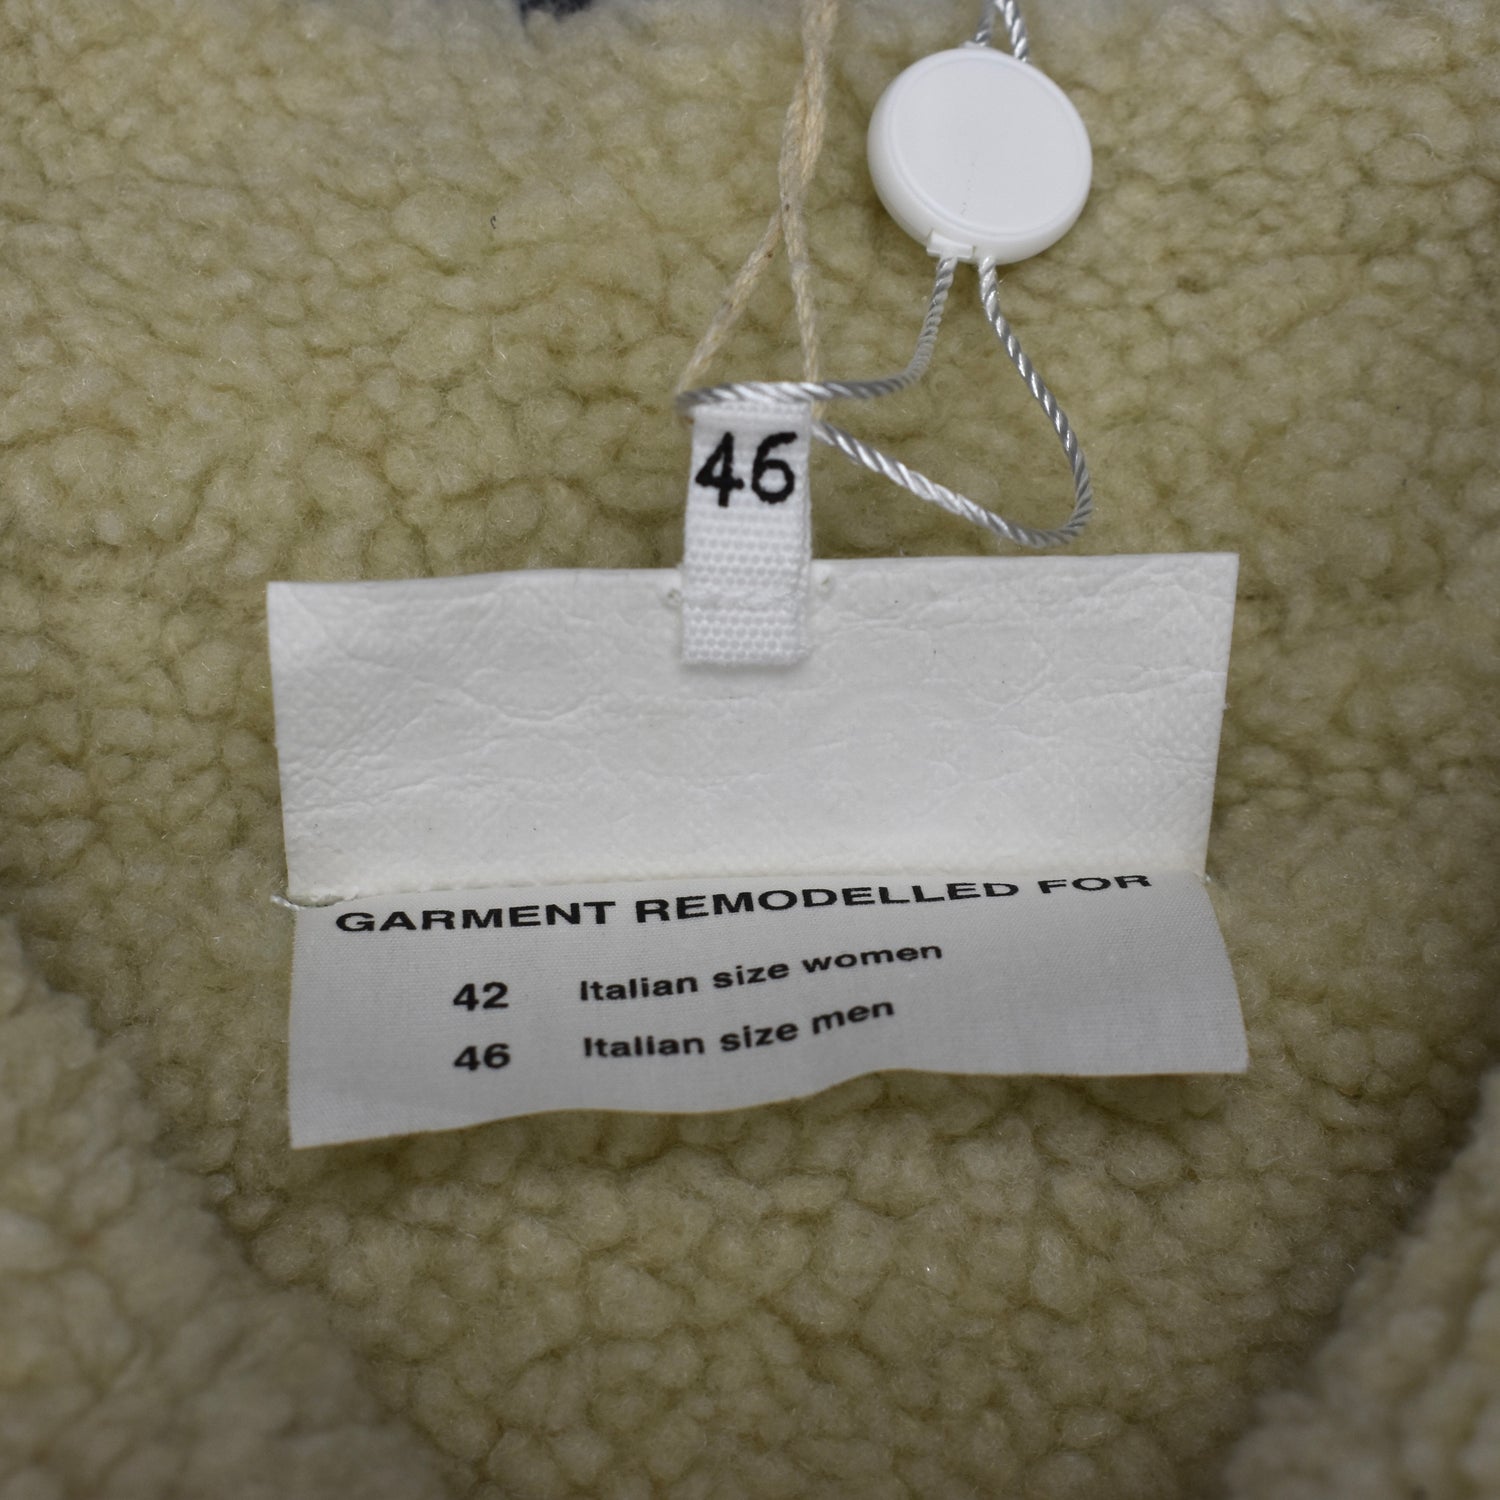 46
GARMENT REMODELLED FOR
42 Italian size women
46 Italian size men